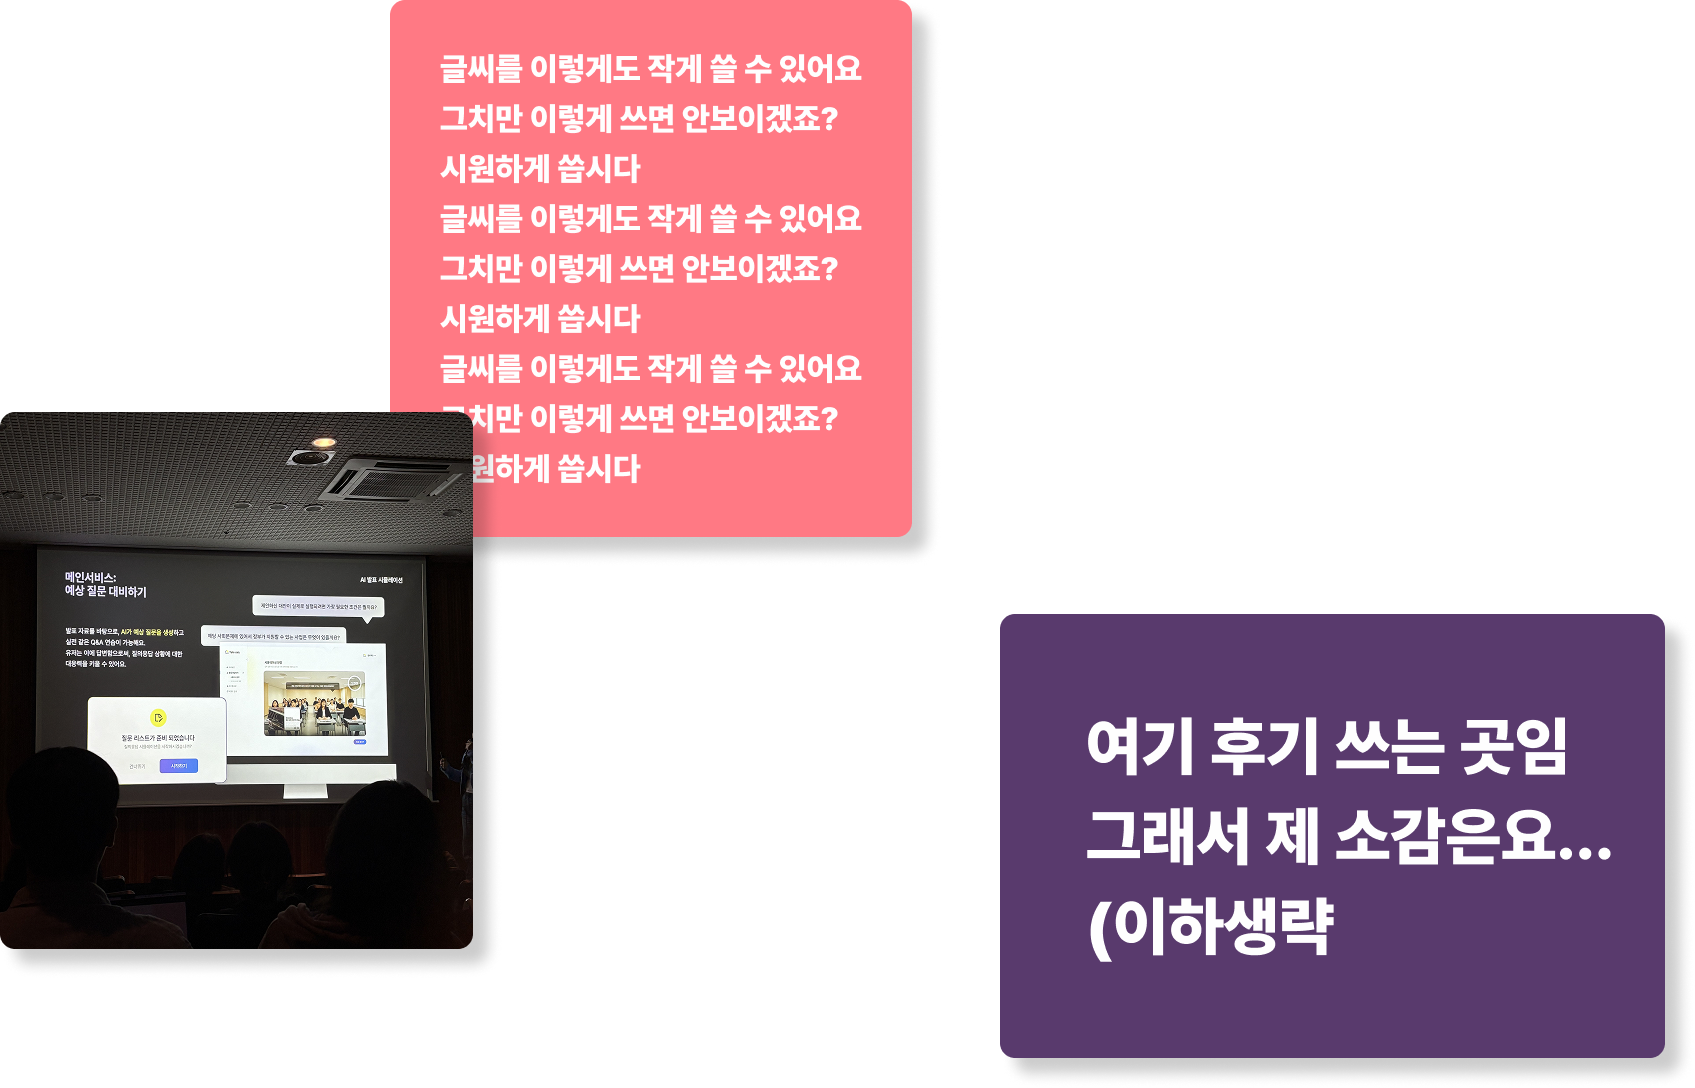 글씨를 이렇게도 작게 쓸 수 있어요
그치만 이렇게 쓰면 안보이겠죠?
시원하게 씁시다
글씨를 이렇게도 작게 쓸 수 있어요
그치만 이렇게 쓰면 안보이겠죠?
시원하게 씁시다
글씨를 이렇게도 작게 쓸 수 있어요
이렇게 쓰면 안보이겠죠?
씁시다
메인서비스:
예상 질문 대비하기
AI 발표 시뮬레이션
발표 자료를 바탕으로, AI가 예상 질문을 생성하고
실전 같은 Q&A 연습이 가능해요.
유저는 이에 답변함으로써, 질의응답 상황에 대한
대응력을 키울 수 있어요.
질문 리스트가 준비 되었습니다
시작하기
여기 후기 쓰는 곳임
그래서 제 소감은요...
(이하생략